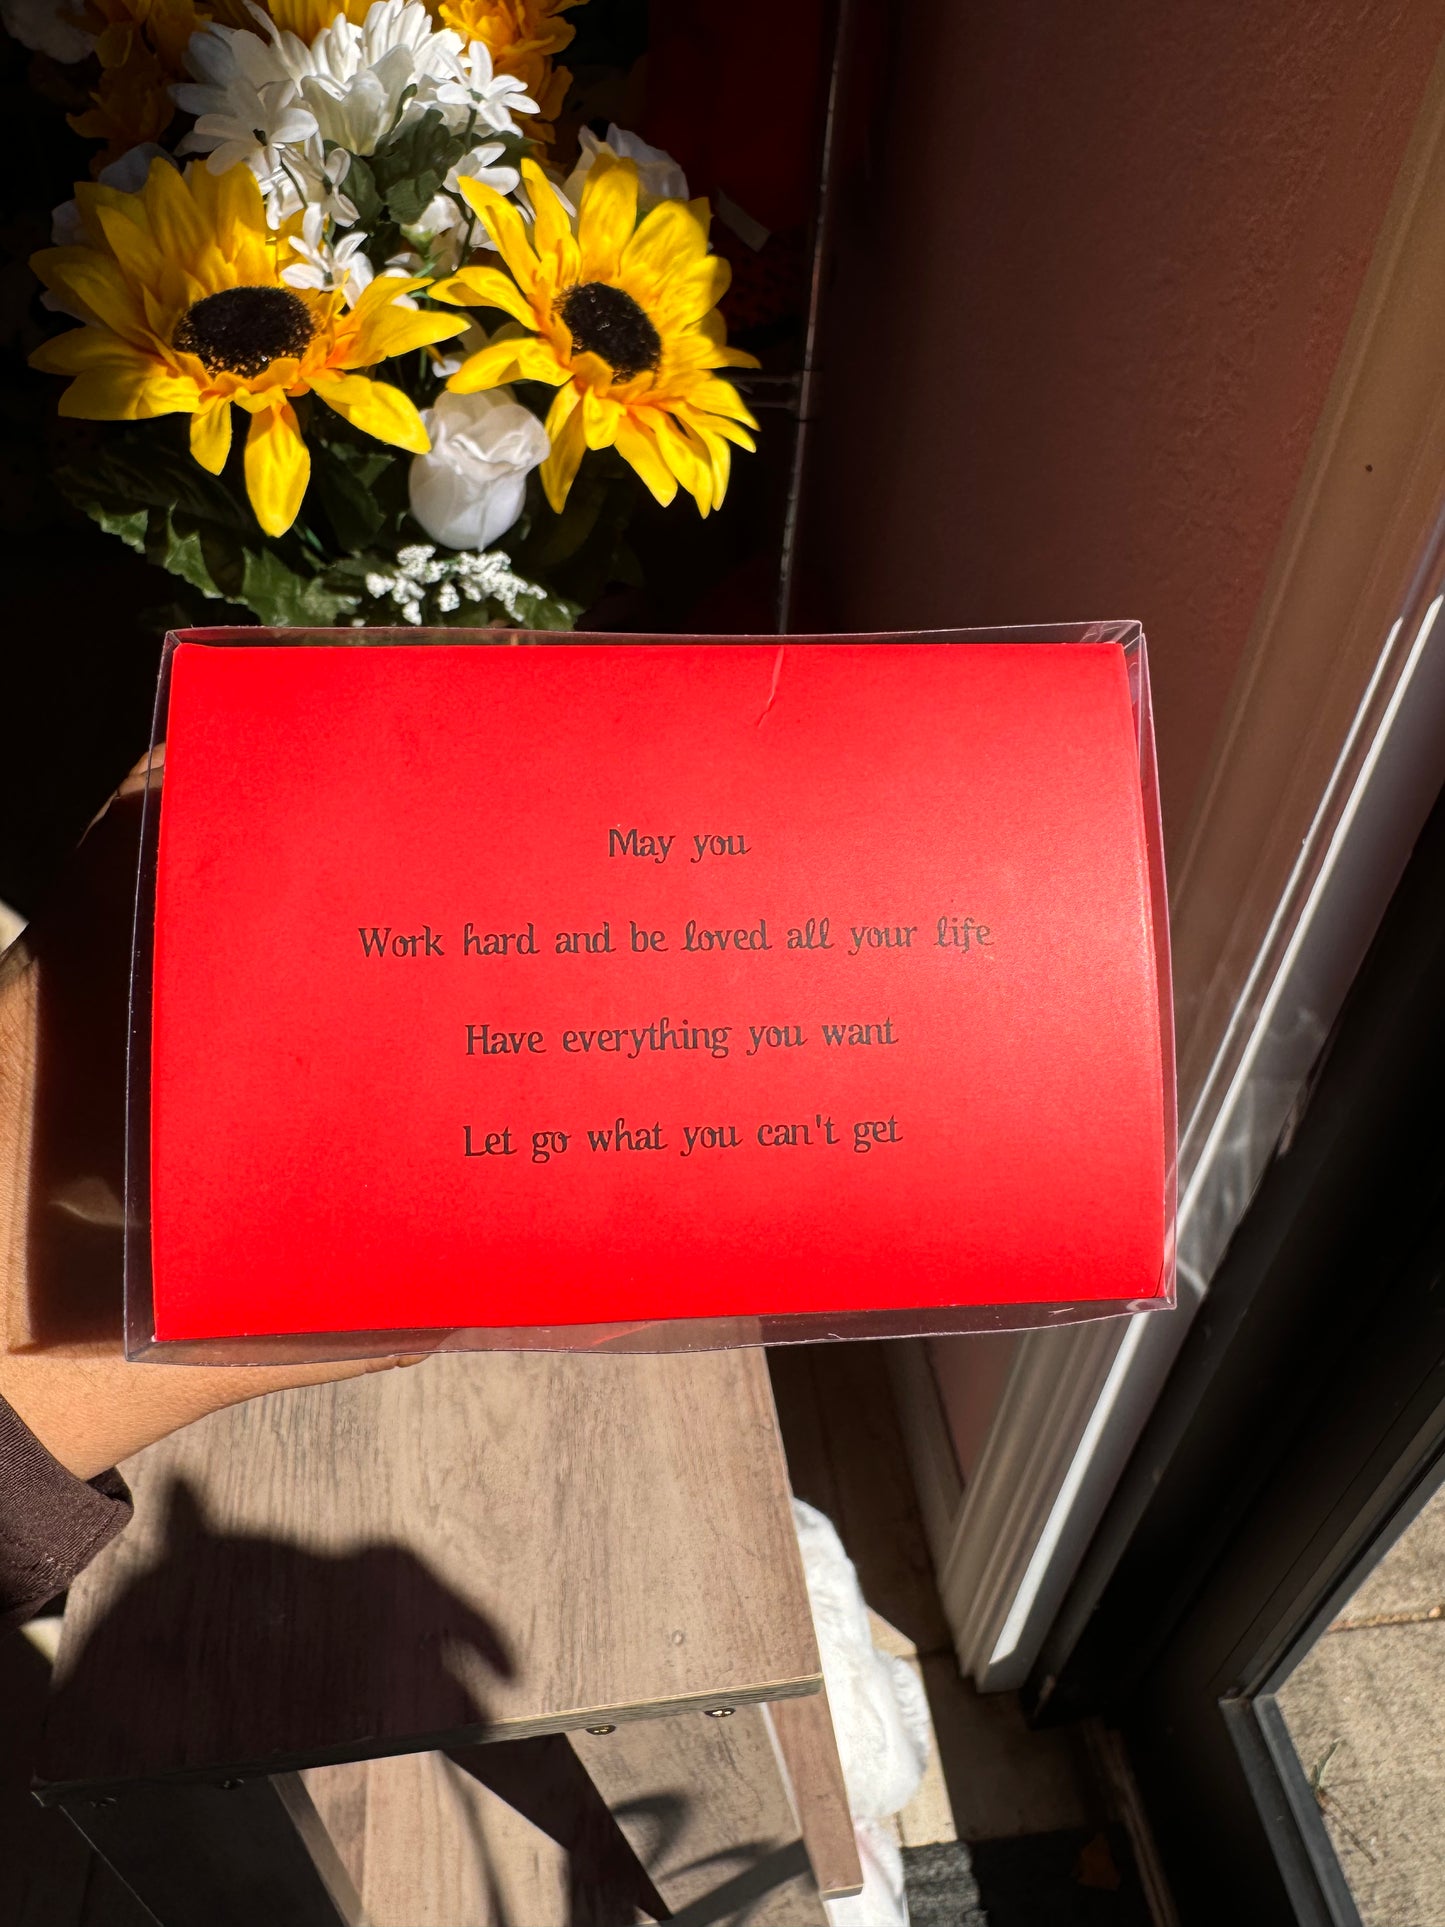 May you
Work hard and be loved all your life
Have everything you want
Let go what you can't get